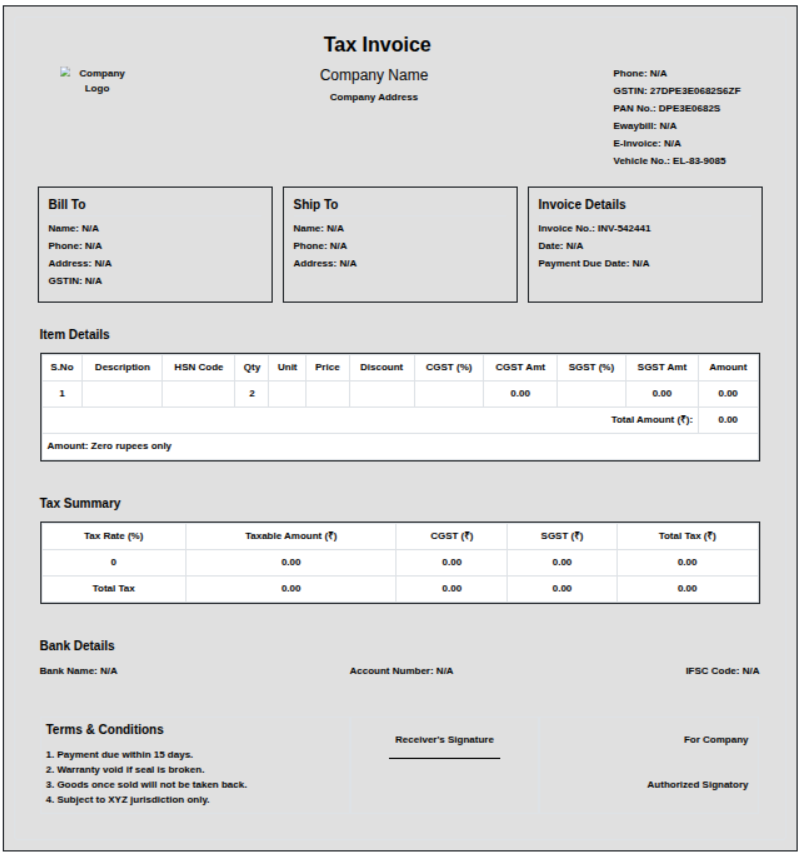 Tax Invoice
Company Logo
Company Name
Company Address
Phone: N/A
GSTIN: 27DPE3E0682S6ZF
PAN No.: DPE3E0682S
Ewaybill: N/A
E-Invoice: N/A
Vehicle No.: EL-83-9085
Bill To
Name: N/A
Phone: N/A
Address: N/A
GSTIN: N/A
Ship To
Name: N/A
Phone: N/A
Address: N/A
Invoice Details
Invoice No.: INV-542441
Date: N/A
Payment Due Date: N/A
Item Details
S.No Description HSN Code Qty Unit Price Discount CGST (%) CGST Amt SGST (%) SGST Amt Amount
1 2 0.00 0.00 0.00
Total Amount (₹): 0.00
Amount: Zero rupees only
Tax Summary
Tax Rate (%) Taxable Amount (₹) CGST (₹) SGST (₹) Total Tax (₹)
0 0.00 0.00 0.00 0.00
Total Tax 0.00 0.00 0.00 0.00
Bank Details
Bank Name: N/A Account Number: N/A IFSC Code: N/A
Terms & Conditions
1. Payment due within 15 days.
2. Warranty void if seal is broken.
3. Goods once sold will not be taken back.
4. Subject to XYZ jurisdiction only.
Receiver's Signature
For Company
Authorized Signatory